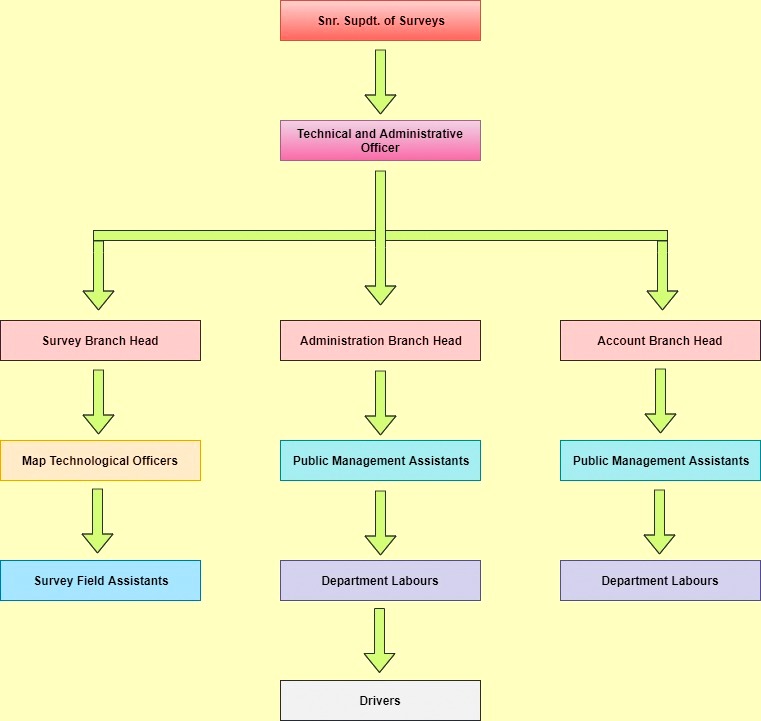 Snr. Supdt. of Surveys
Technical and Administrative
Officer
Survey Branch Head
Administration Branch Head
Account Branch Head
Map Technological Officers
Public Management Assistants
Public Management Assistants
Survey Field Assistants
Department Labours
Department Labours
Drivers